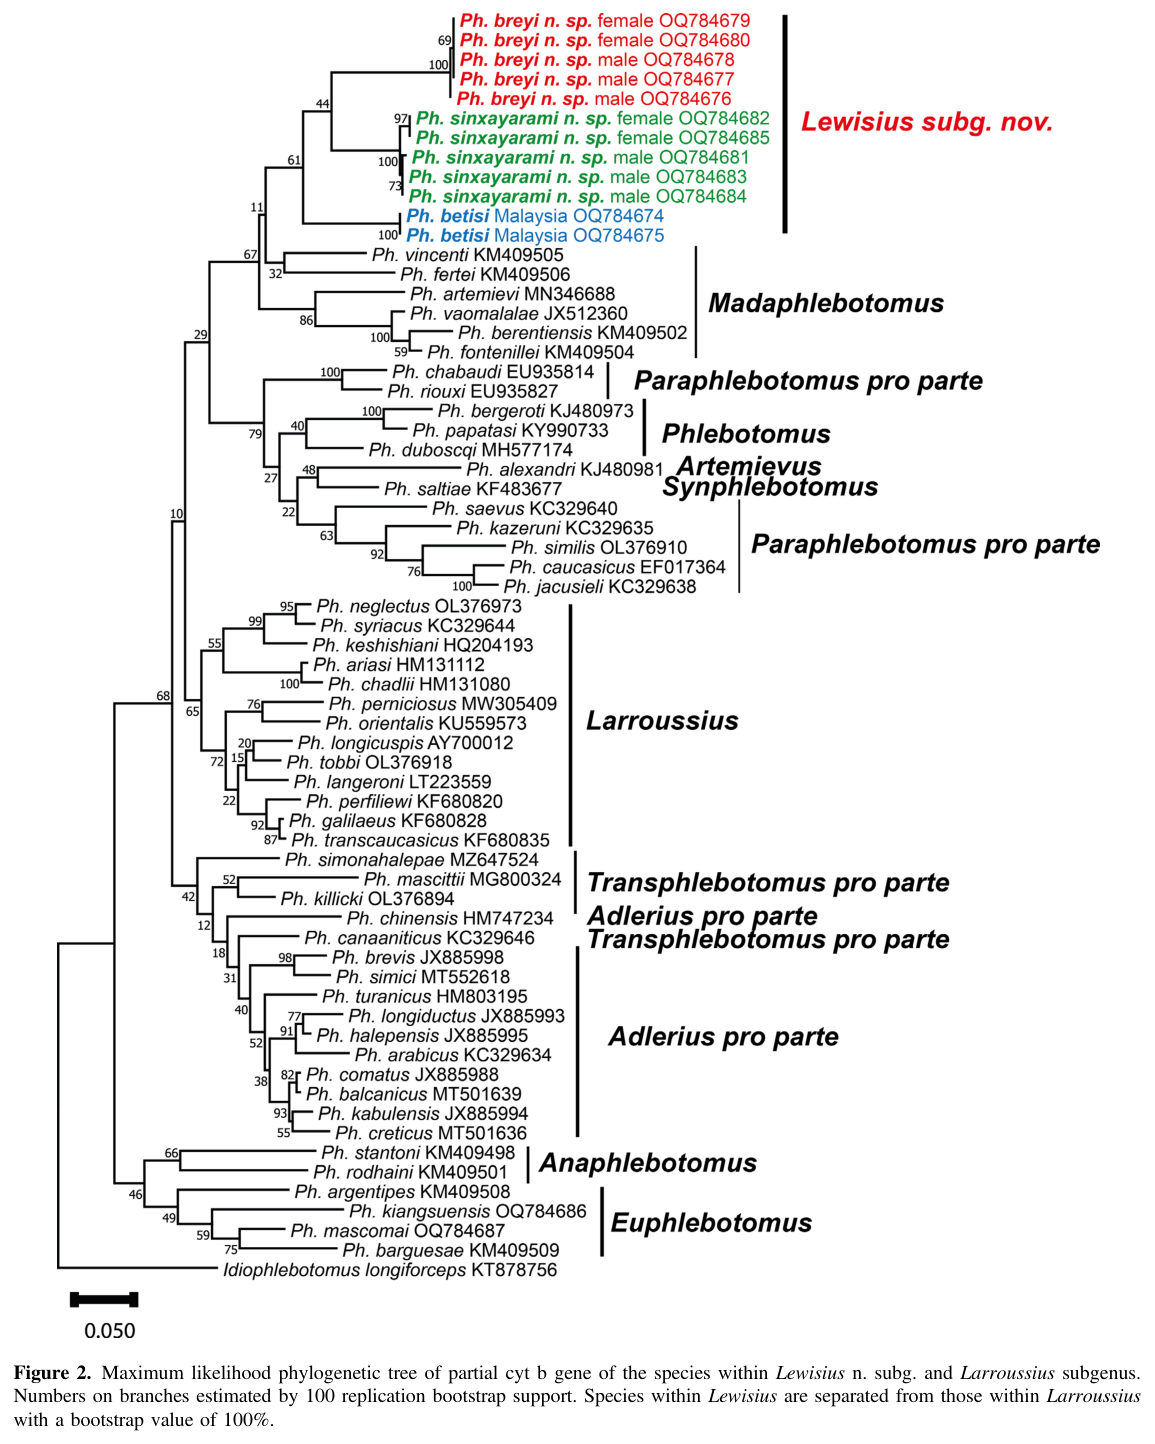 Ph. breyi n. sp. female OQ784679
69
Ph. breyi n. sp. female OQ784680
Ph. breyi n. sp. male OQ784678
100
Ph. breyi n. sp. male OQ784677
Ph. breyi n. sp. male OQ784676
44
97
Ph. sinxayarami n. sp. female OQ784682
Lewisius subg. nov.
Ph. sinxayarami n. sp. female OQ784685
61
100
Ph. sinxayarami n. sp. male OQ784681
Ph. sinxayarami n. sp. male OQ784683
73
Ph. sinxayarami n. sp. male OQ784684
11
Ph. betisi Malaysia OQ784674
100
Ph. betisi Malaysia OQ784675
67
Ph. vincenti KM409505
32
Ph. fertei KM409506
Ph. artemievi MN346688
Madaphlebotomus
86
Ph. vaomalalae JX512360
100
Ph. berentiensis KM409502
29
59
Ph. fontenillei KM409504
100
Ph. chabaudi EU935814
Paraphlebotomus pro parte
Ph. riouxi EU935827
100
Ph. bergeroti KJ480973
79
40
Ph. papatasi KY990733
Phlebotomus
Ph. duboscqi MH577174
27
48
Ph. alexandri KJ480981
Artemievus
Ph. saltiae KF483677
Synphlebotomus
22
Ph. saevus KC329640
10
63
Ph. kazeruni KC329635
92
Ph. similis OL376910
Paraphlebotomus pro parte
76
Ph. caucasicus EF017364
100
Ph. jacusieli KC329638
95
Ph. neglectus OL376973
99
Ph. syriacus KC329644
55
Ph. keshishiani HQ204193
Ph. ariasi HM131112
100
Ph. chadlii HM131080
68
65
76
Ph. perniciosus MW305409
Ph. orientalis KU559573
Larroussius
20
Ph. longicuspis AY700012
72
15
Ph. tobbi OL376918
Ph. langeroni LT223559
22
Ph. perfiliewi KF680820
92
Ph. galilaeus KF680828
87
Ph. transcaucasicus KF680835
Ph. simonahalepae MZ647524
42
52
Ph. mascittii MG800324
Transphlebotomus pro parte
Ph. killicki OL376894
12
Ph. chinensis HM747234
Adlerius pro parte
18
Ph. canaaniticus KC329646
Transphlebotomus pro parte
31
98
Ph. brevis JX885998
Ph. simici MT552618
40
Ph. turanicus HM803195
77
Ph. longiductus JX885993
52
91
Ph. halepensis JX885995
Adlerius pro parte
Ph. arabicus KC329634
38
82
Ph. comatus JX885988
Ph. balcanicus MT501639
93
Ph. kabulensis JX885994
55
Ph. creticus MT501636
66
Ph. stantoni KM409498
Anaphlebotomus
46
Ph. rodhaini KM409501
Ph. argentipes KM409508
49
Ph. kiangsuensis OQ784686
Euphlebotomus
59
Ph. mascomai OQ784687
75
Ph. barguesae KM409509
Idiophlebotomus longiforceps KT878756
0.050
Figure 2. Maximum likelihood phylogenetic tree of partial cyt b gene of the species within Lewisius n. subg. and Larroussius subgenus.
Numbers on branches estimated by 100 replication bootstrap support. Species within Lewisius are separated from those within Larroussius
with a bootstrap value of 100%.